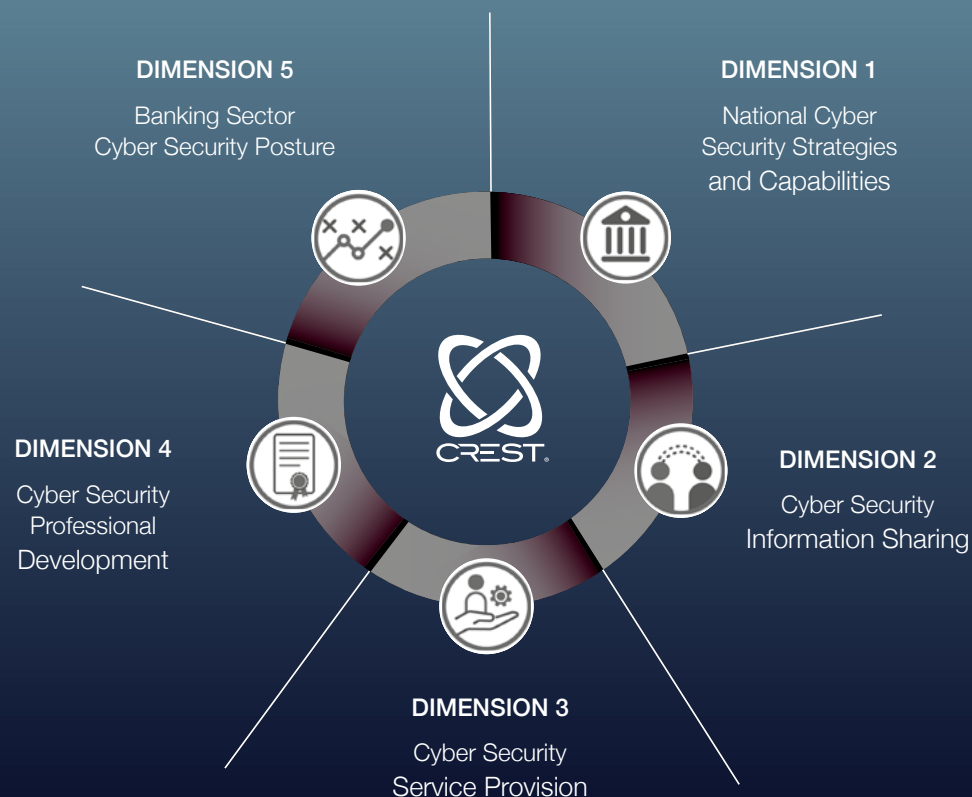 DIMENSION 5
Banking Sector
Cyber Security Posture
DIMENSION 1
National Cyber
Security Strategies
and Capabilities
CREST.
DIMENSION 4
Cyber Security
Professional
Development
DIMENSION 2
Cyber Security
Information Sharing
DIMENSION 3
Cyber Security
Service Provision